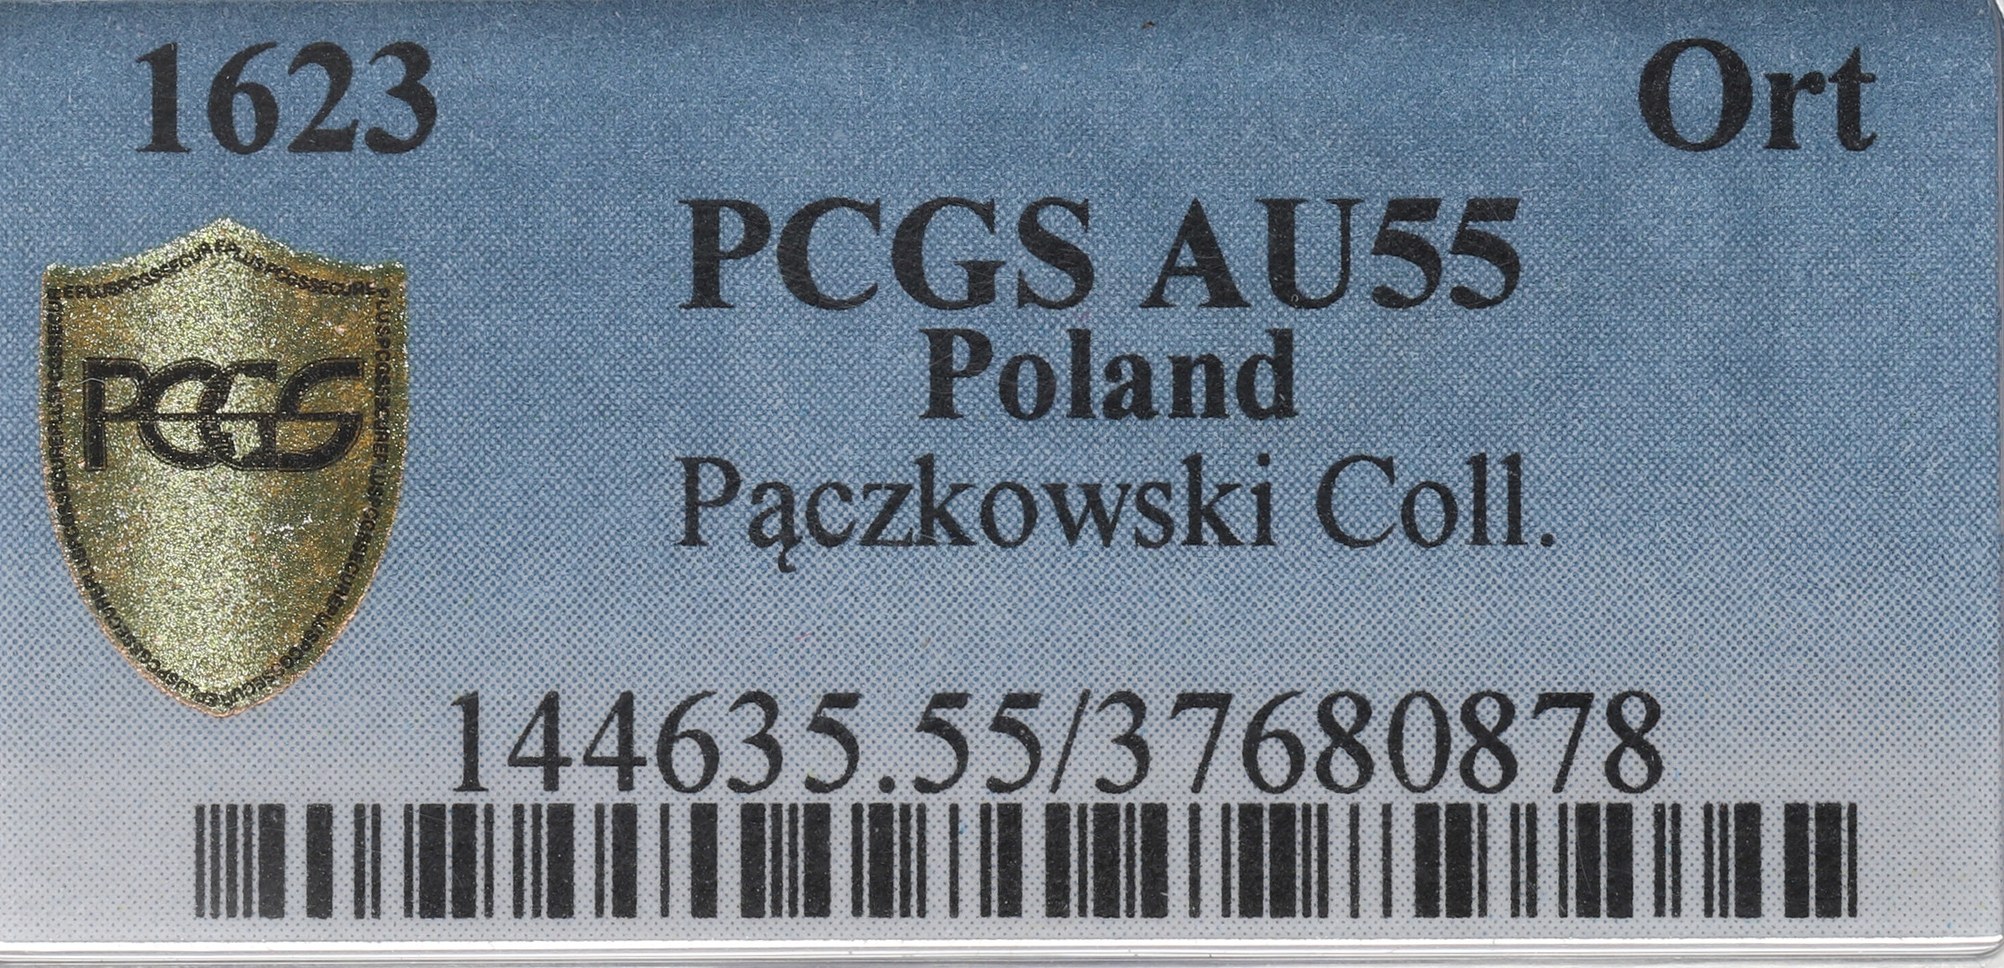 1623 Ort
PCGS AU55
Poland
Pączkowski Coll.
PCGS
144635.55/37680878